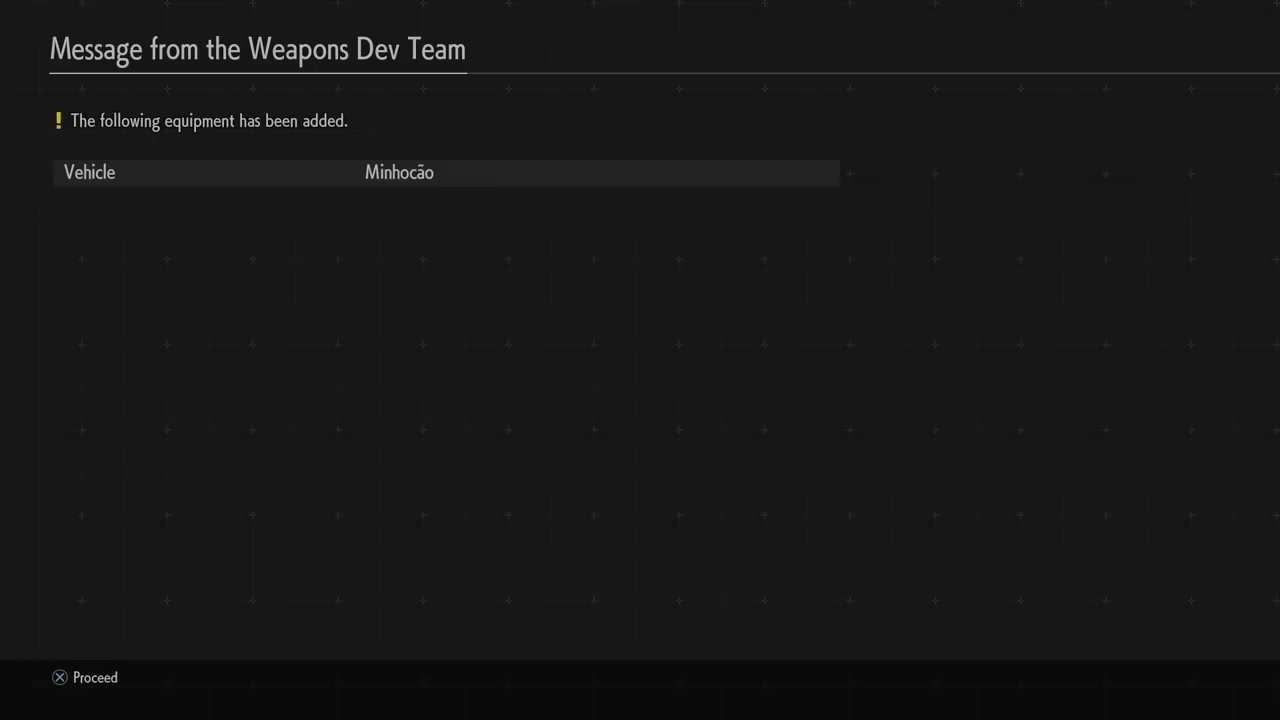 Message from the Weapons Dev Team
! The following equipment has been added.
Vehicle Minhocão
Proceed